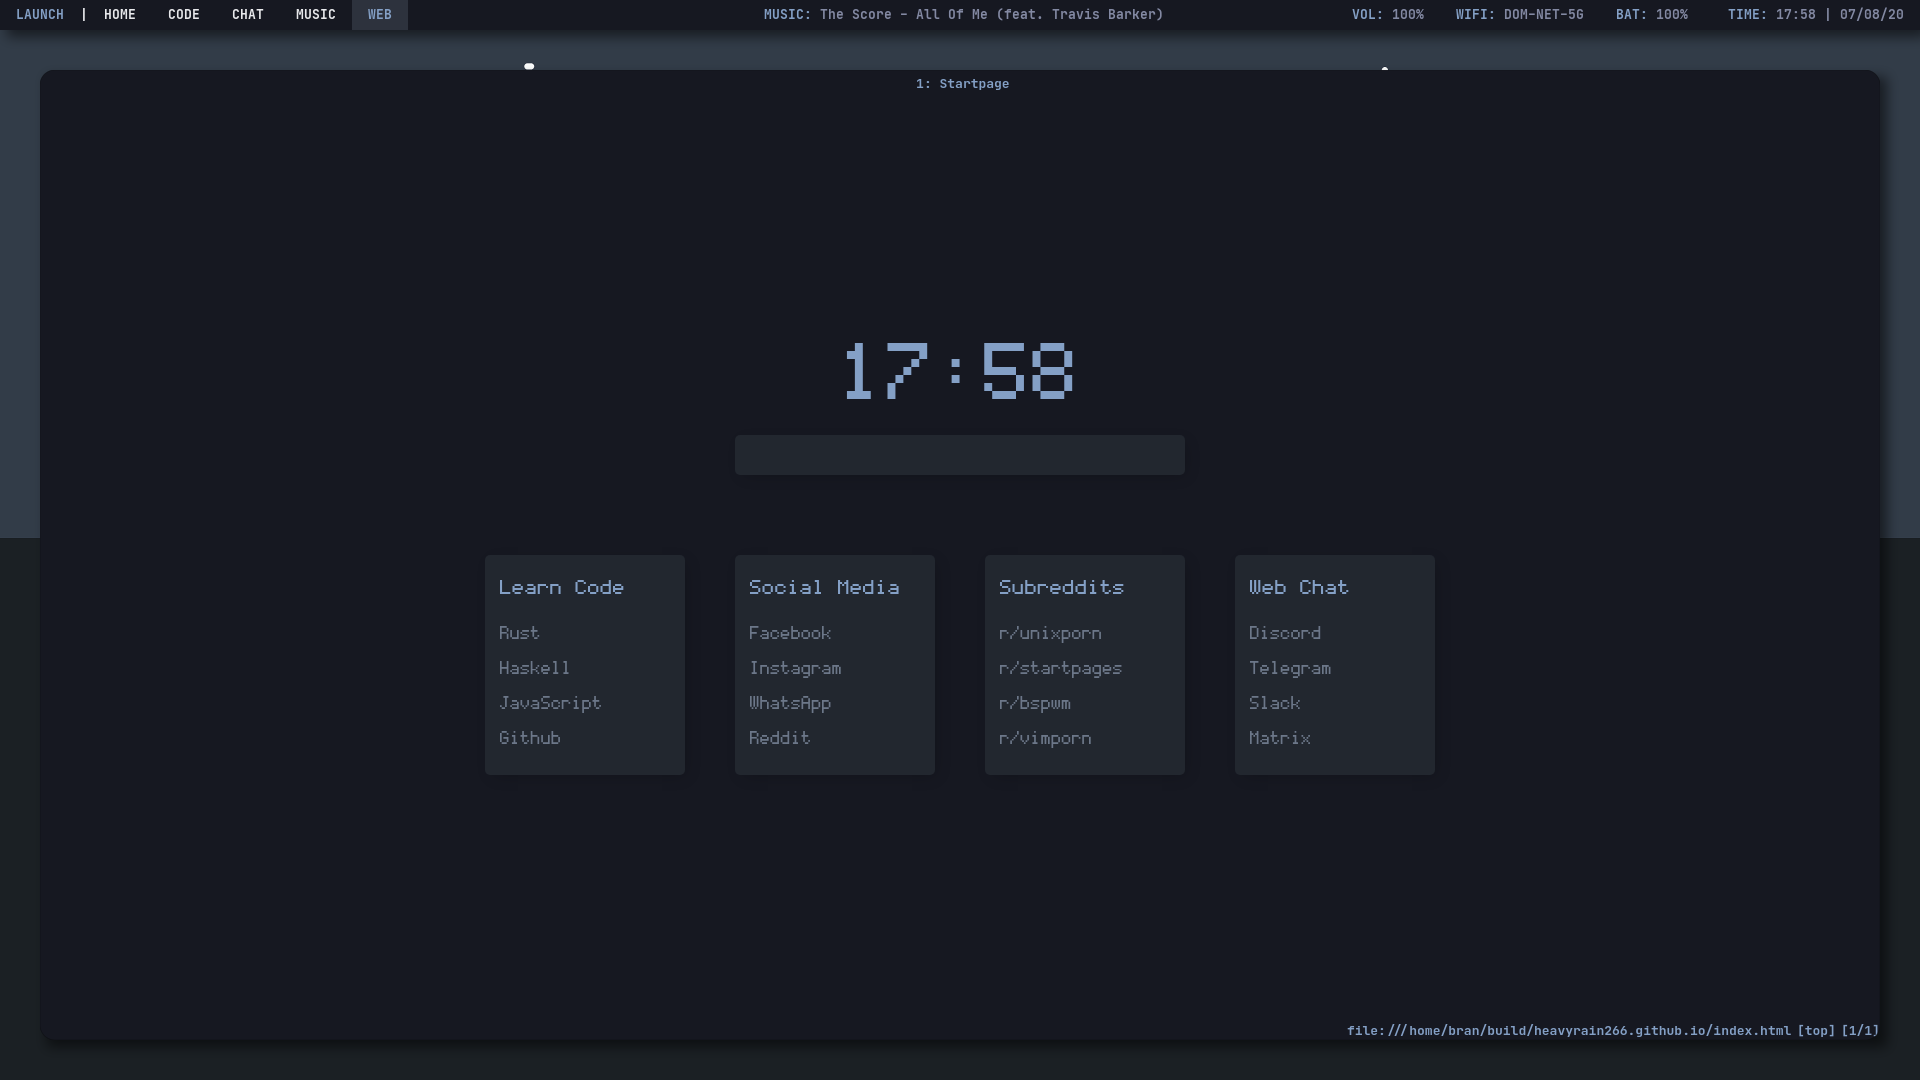 LAUNCH | HOME CODE CHAT MUSIC WEB MUSIC: The Score - All Of Me (feat. Travis Barker) VOL: 100% WIFI: DOM-NET-5G BAT: 100% TIME: 17:58 | 07/08/20
1: Startpage
17:58
Learn Code
Rust
Haskell
JavaScript
Github
Social Media
Facebook
Instagram
WhatsApp
Reddit
Subreddits
r/unixporn
r/startpages
r/bspwm
r/vimporn
Web Chat
Discord
Telegram
Slack
Matrix
file:///home/bran/build/heavyrain266.github.io/index.html [top] [1/1]